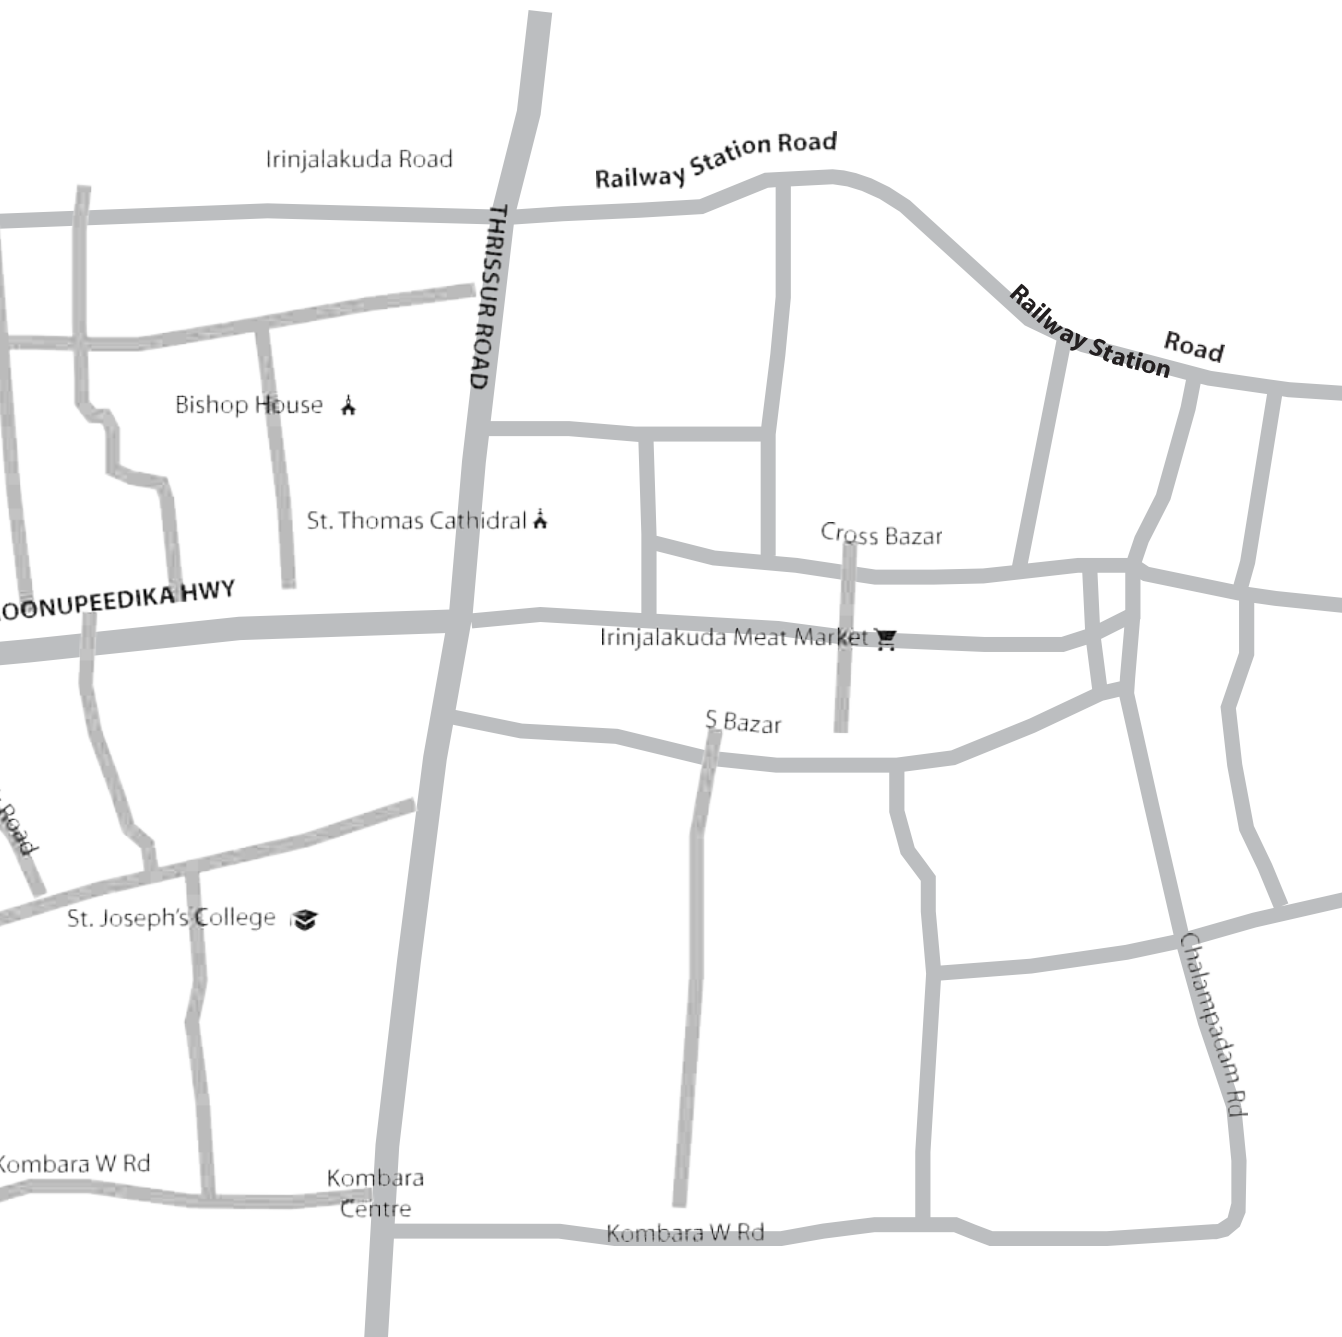 Railway Station Road
Irinjalakuda Road
THRISSUR ROAD
Railway Station Road
Bishop House
St. Thomas Cathidral
Cross Bazar
OONUPEEDIKA HWY
Irinjalakuda Meat Market
S Bazar
Road
St. Joseph's College
Chalampadam Rd
Kombara W Rd
Kombara
Centre
Kombara W Rd